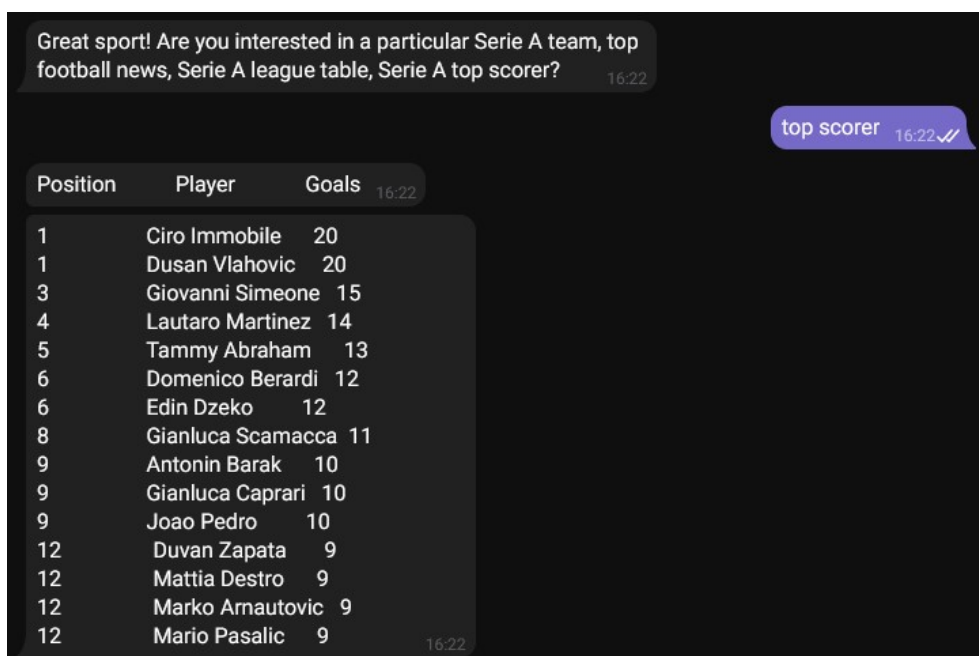 Great sport! Are you interested in a particular Serie A team, top
football news, Serie A league table, Serie A top scorer? 16:22
top scorer 16:22
Position Player Goals 16:22
1 Ciro Immobile 20
1 Dusan Vlahovic 20
3 Giovanni Simeone 15
4 Lautaro Martinez 14
5 Tammy Abraham 13
6 Domenico Berardi 12
6 Edin Dzeko 12
8 Gianluca Scamacca 11
9 Antonin Barak 10
9 Gianluca Caprari 10
9 Joao Pedro 10
12 Duvan Zapata 9
12 Mattia Destro 9
12 Marko Arnautovic 9
12 Mario Pasalic 9 16:22